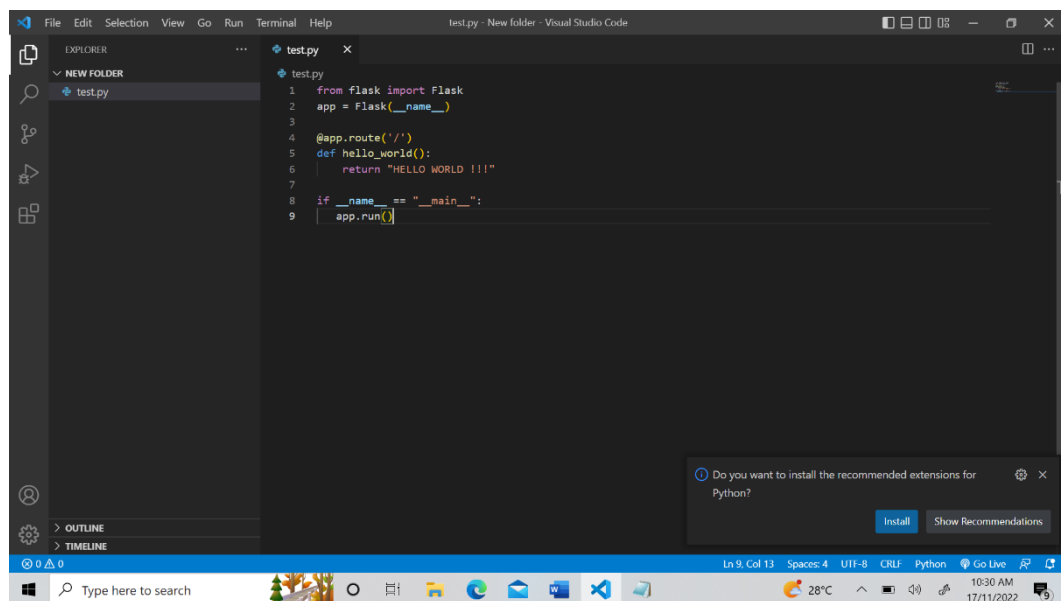 File Edit Selection View Go Run Terminal Help test.py - New folder - Visual Studio Code
EXPLORER ··· test.py
NEW FOLDER
test.py
test.py
1 from flask import Flask
2 app = Flask(__name__)
3
4 @app.route('/')
5 def hello_world():
6 return "HELLO WORLD !!!"
7
8 if __name__ == "__main__":
9 app.run()
Do you want to install the recommended extensions for
Python?
Install Show Recommendations
OUTLINE
TIMELINE
0 0 Ln 9, Col 13 Spaces: 4 UTF-8 CRLF Python Go Live
Type here to search 28°C 10:30 AM
17/11/2022 9